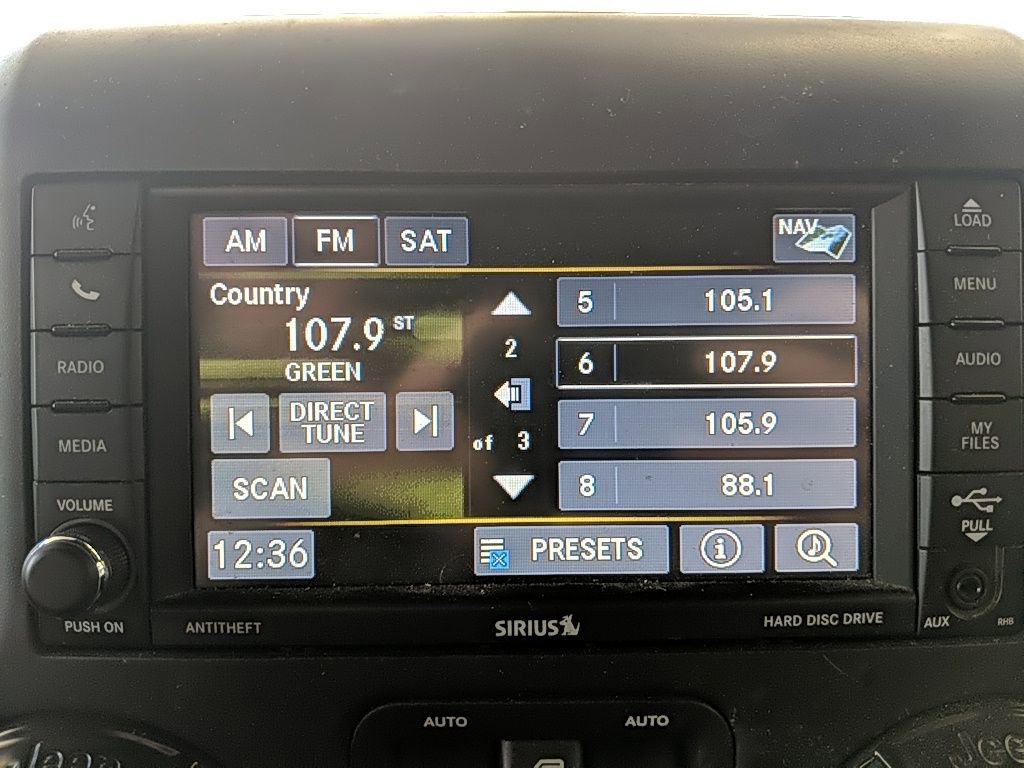 AM FM SAT NAV
Country
107.9 ST
GREEN
DIRECT
TUNE
SCAN
12:36
2
of 3
5 105.1
6 107.9
7 105.9
8 88.1
PRESETS
i
RADIO
MEDIA
VOLUME
PUSH ON
LOAD
MENU
AUDIO
MY
FILES
PULL
AUX RHB
ANTITHEFT SIRIUS HARD DISC DRIVE
AUTO AUTO
Jeep Jeep